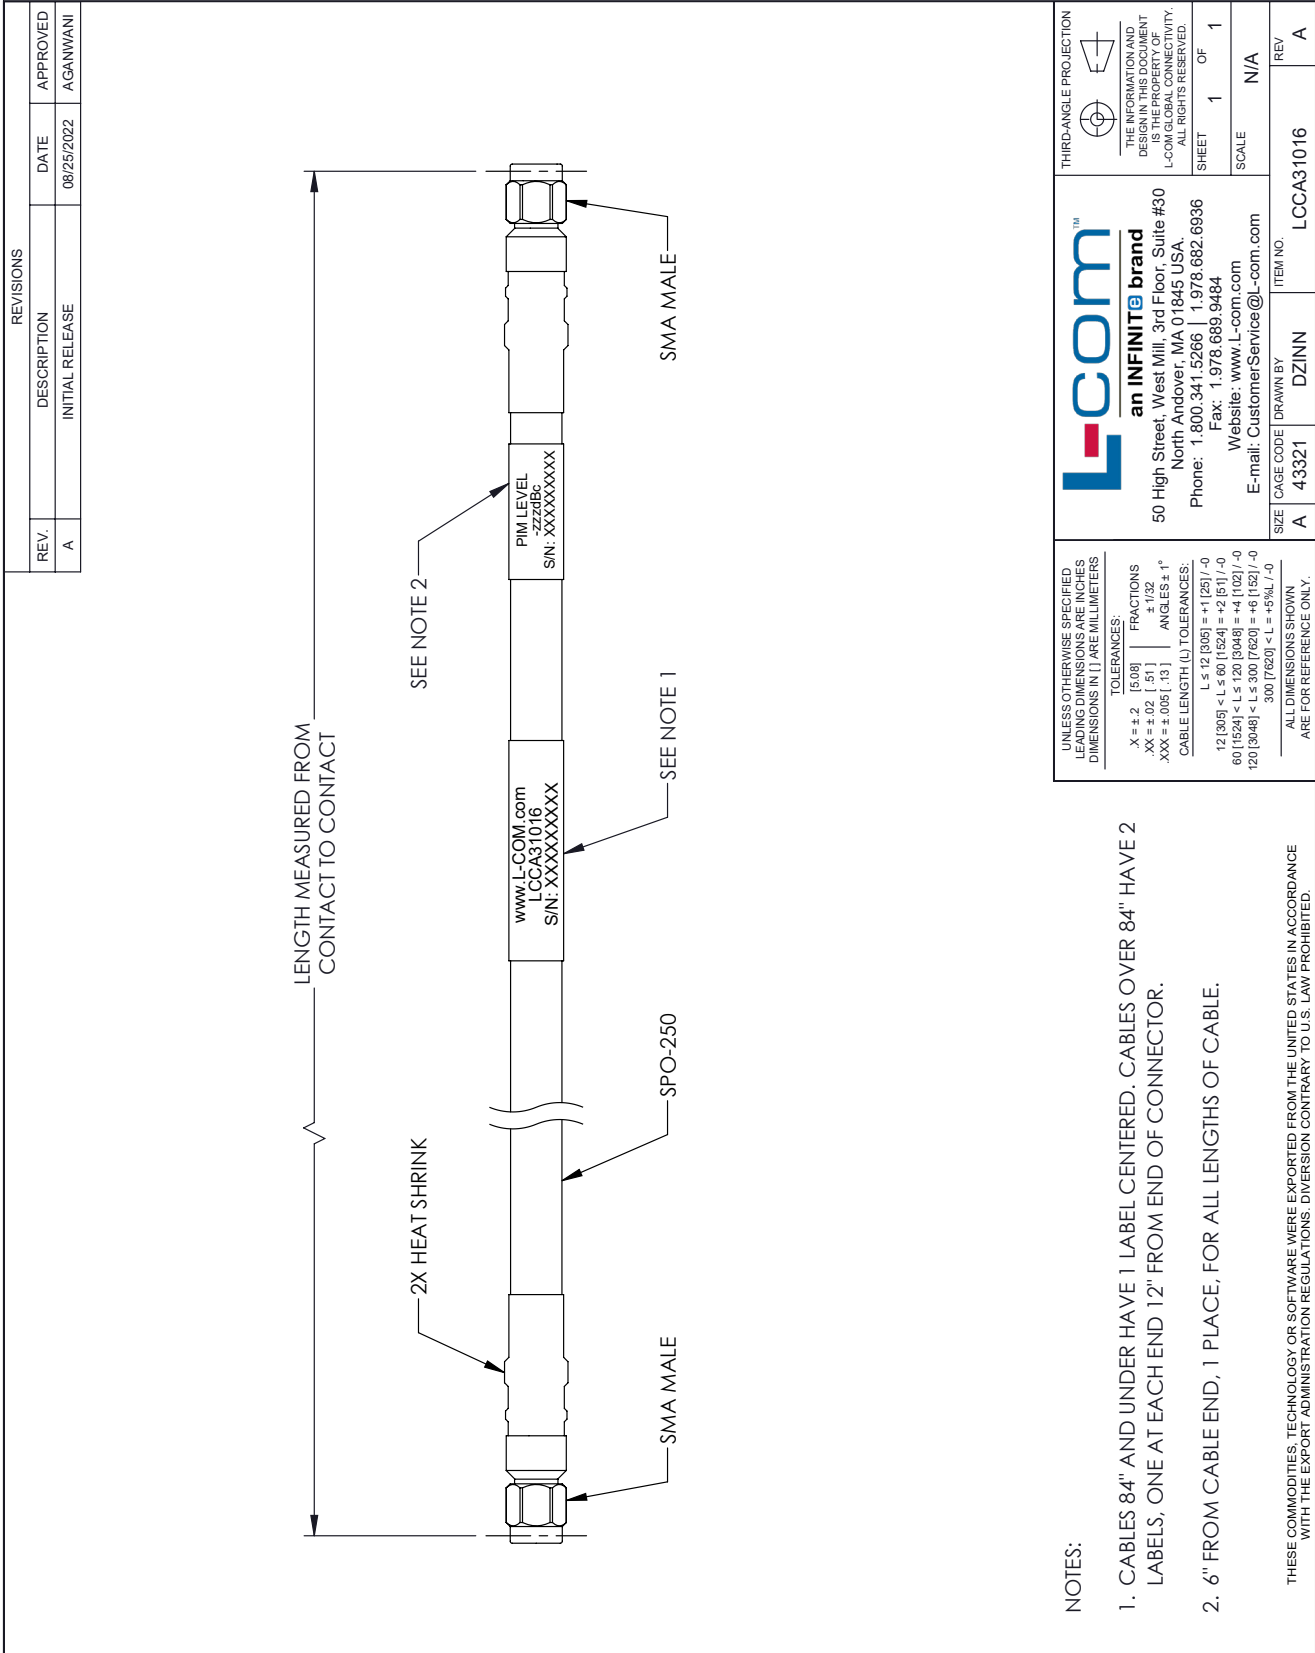 REVISIONS
REV. DESCRIPTION DATE APPROVED
A INITIAL RELEASE 08/25/2022 AGANWANI
LENGTH MEASURED FROM
CONTACT TO CONTACT
2X HEAT SHRINK
SEE NOTE 2
www.L-COM.com
LCCA31016
S/N: XXXXXXXXXX
PIM LEVEL
-zzzdBc
S/N: XXXXXXXXX
SMA MALE
SPO-250
SEE NOTE 1
SMA MALE
NOTES:
1. CABLES 84" AND UNDER HAVE 1 LABEL CENTERED. CABLES OVER 84" HAVE 2
LABELS, ONE AT EACH END 12" FROM END OF CONNECTOR.
2. 6" FROM CABLE END, 1 PLACE, FOR ALL LENGTHS OF CABLE.
THESE COMMODITIES, TECHNOLOGY OR SOFTWARE WERE EXPORTED FROM THE UNITED STATES IN ACCORDANCE
WITH THE EXPORT ADMINISTRATION REGULATIONS. DIVERSION CONTRARY TO U.S. LAW PROHIBITED.
UNLESS OTHERWISE SPECIFIED
LEADING DIMENSIONS ARE INCHES
DIMENSIONS IN [ ] ARE MILLIMETERS
TOLERANCES:
.X = ± .2 [5.08] FRACTIONS
.XX = ± .02 [ .51 ] ± 1/32
.XXX = ± .005 [ .13 ] ANGLES ± 1°
CABLE LENGTH (L) TOLERANCES:
L ≤ 12 [305] = +1 [25] / -0
12 [305] < L ≤ 60 [1524] = +2 [51] / -0
60 [1524] < L ≤ 120 [3048] = +4 [102] / -0
120 [3048] < L ≤ 300 [7620] = +6 [152] / -0
300 [7620] < L = +5%L / -0
ALL DIMENSIONS SHOWN
ARE FOR REFERENCE ONLY.
L-com™
an INFINITe brand
50 High Street, West Mill, 3rd Floor, Suite #30
North Andover, MA 01845 USA.
Phone: 1.800.341.5266 | 1.978.682.6936
Fax: 1.978.689.9484
Website: www.L-com.com
E-mail: CustomerService@L-com.com
THIRD-ANGLE PROJECTION
THE INFORMATION AND
DESIGN IN THIS DOCUMENT
IS THE PROPERTY OF
L-COM GLOBAL CONNECTIVITY.
ALL RIGHTS RESERVED.
SHEET 1 OF 1
SCALE N/A
SIZE A
CAGE CODE 43321
DRAWN BY DZINN
ITEM NO. LCCA31016
REV A